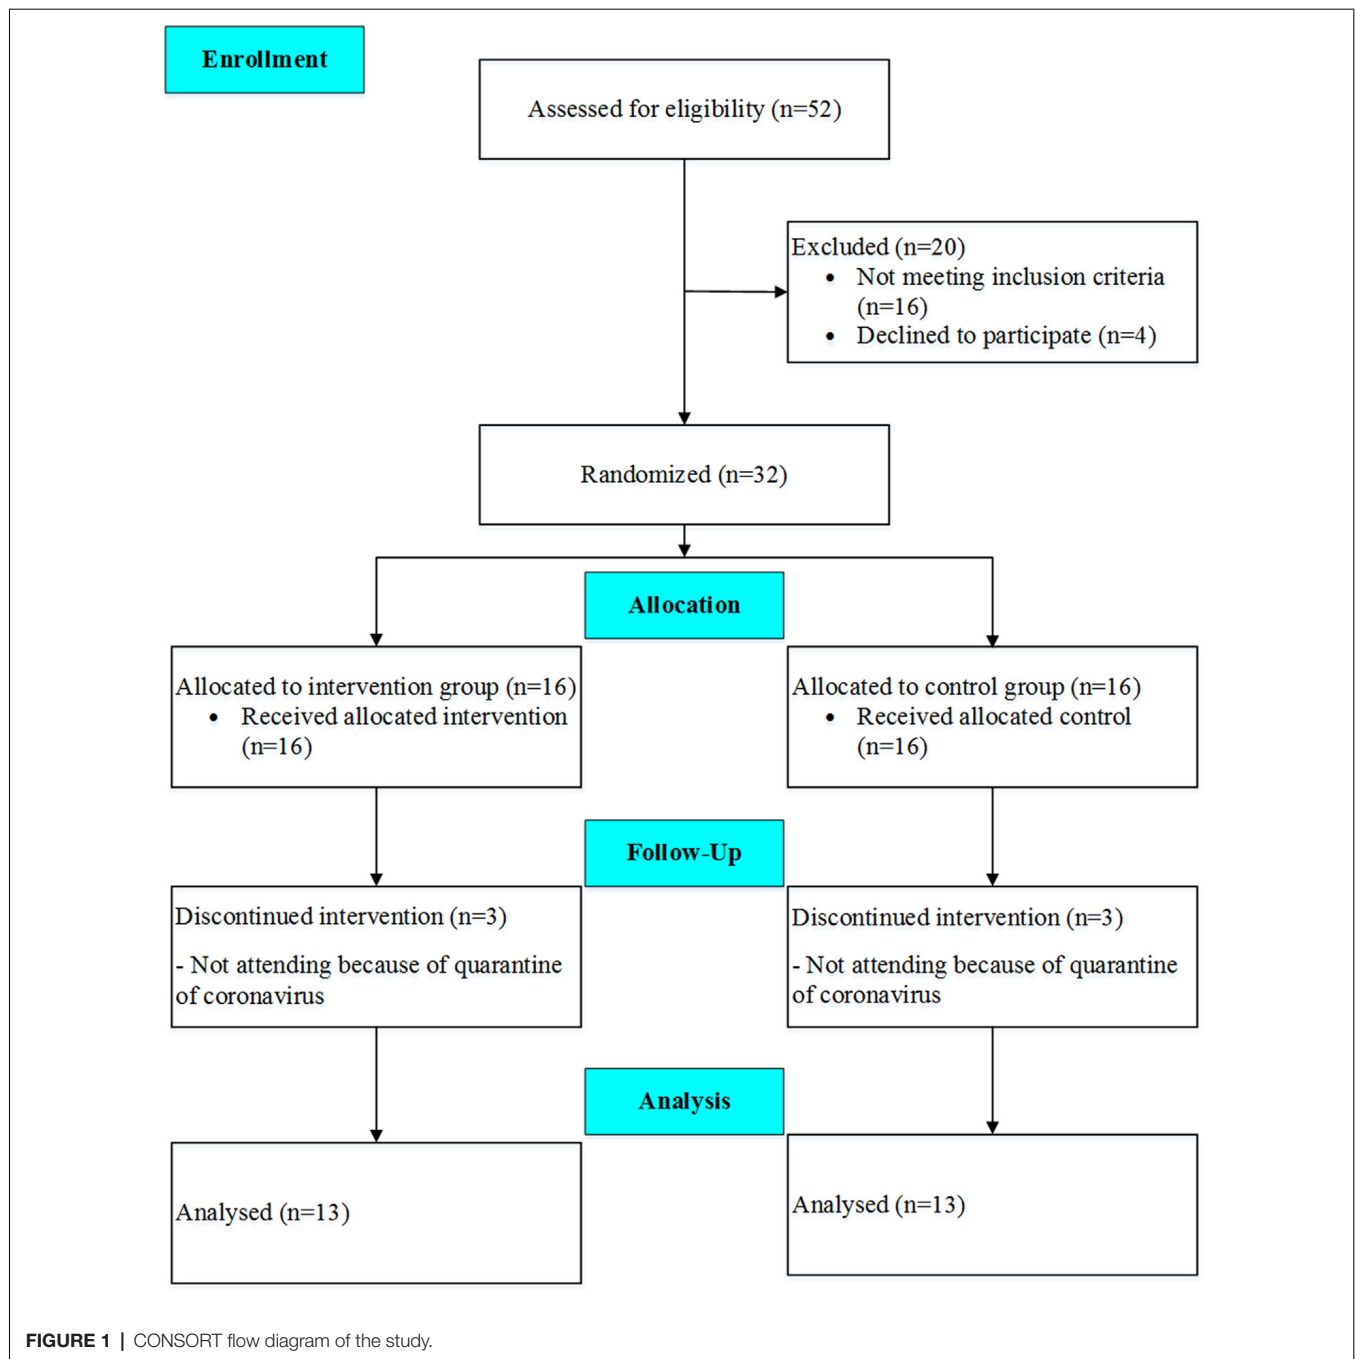 Enrollment
Assessed for eligibility (n=52)
Excluded (n=20)
• Not meeting inclusion criteria
(n=16)
• Declined to participate (n=4)
Randomized (n=32)
Allocation
Allocated to intervention group (n=16)
• Received allocated intervention
(n=16)
Allocated to control group (n=16)
• Received allocated control
(n=16)
Follow-Up
Discontinued intervention (n=3)
- Not attending because of quarantine
of coronavirus
Discontinued intervention (n=3)
- Not attending because of quarantine
of coronavirus
Analysis
Analysed (n=13)
Analysed (n=13)
FIGURE 1 | CONSORT flow diagram of the study.